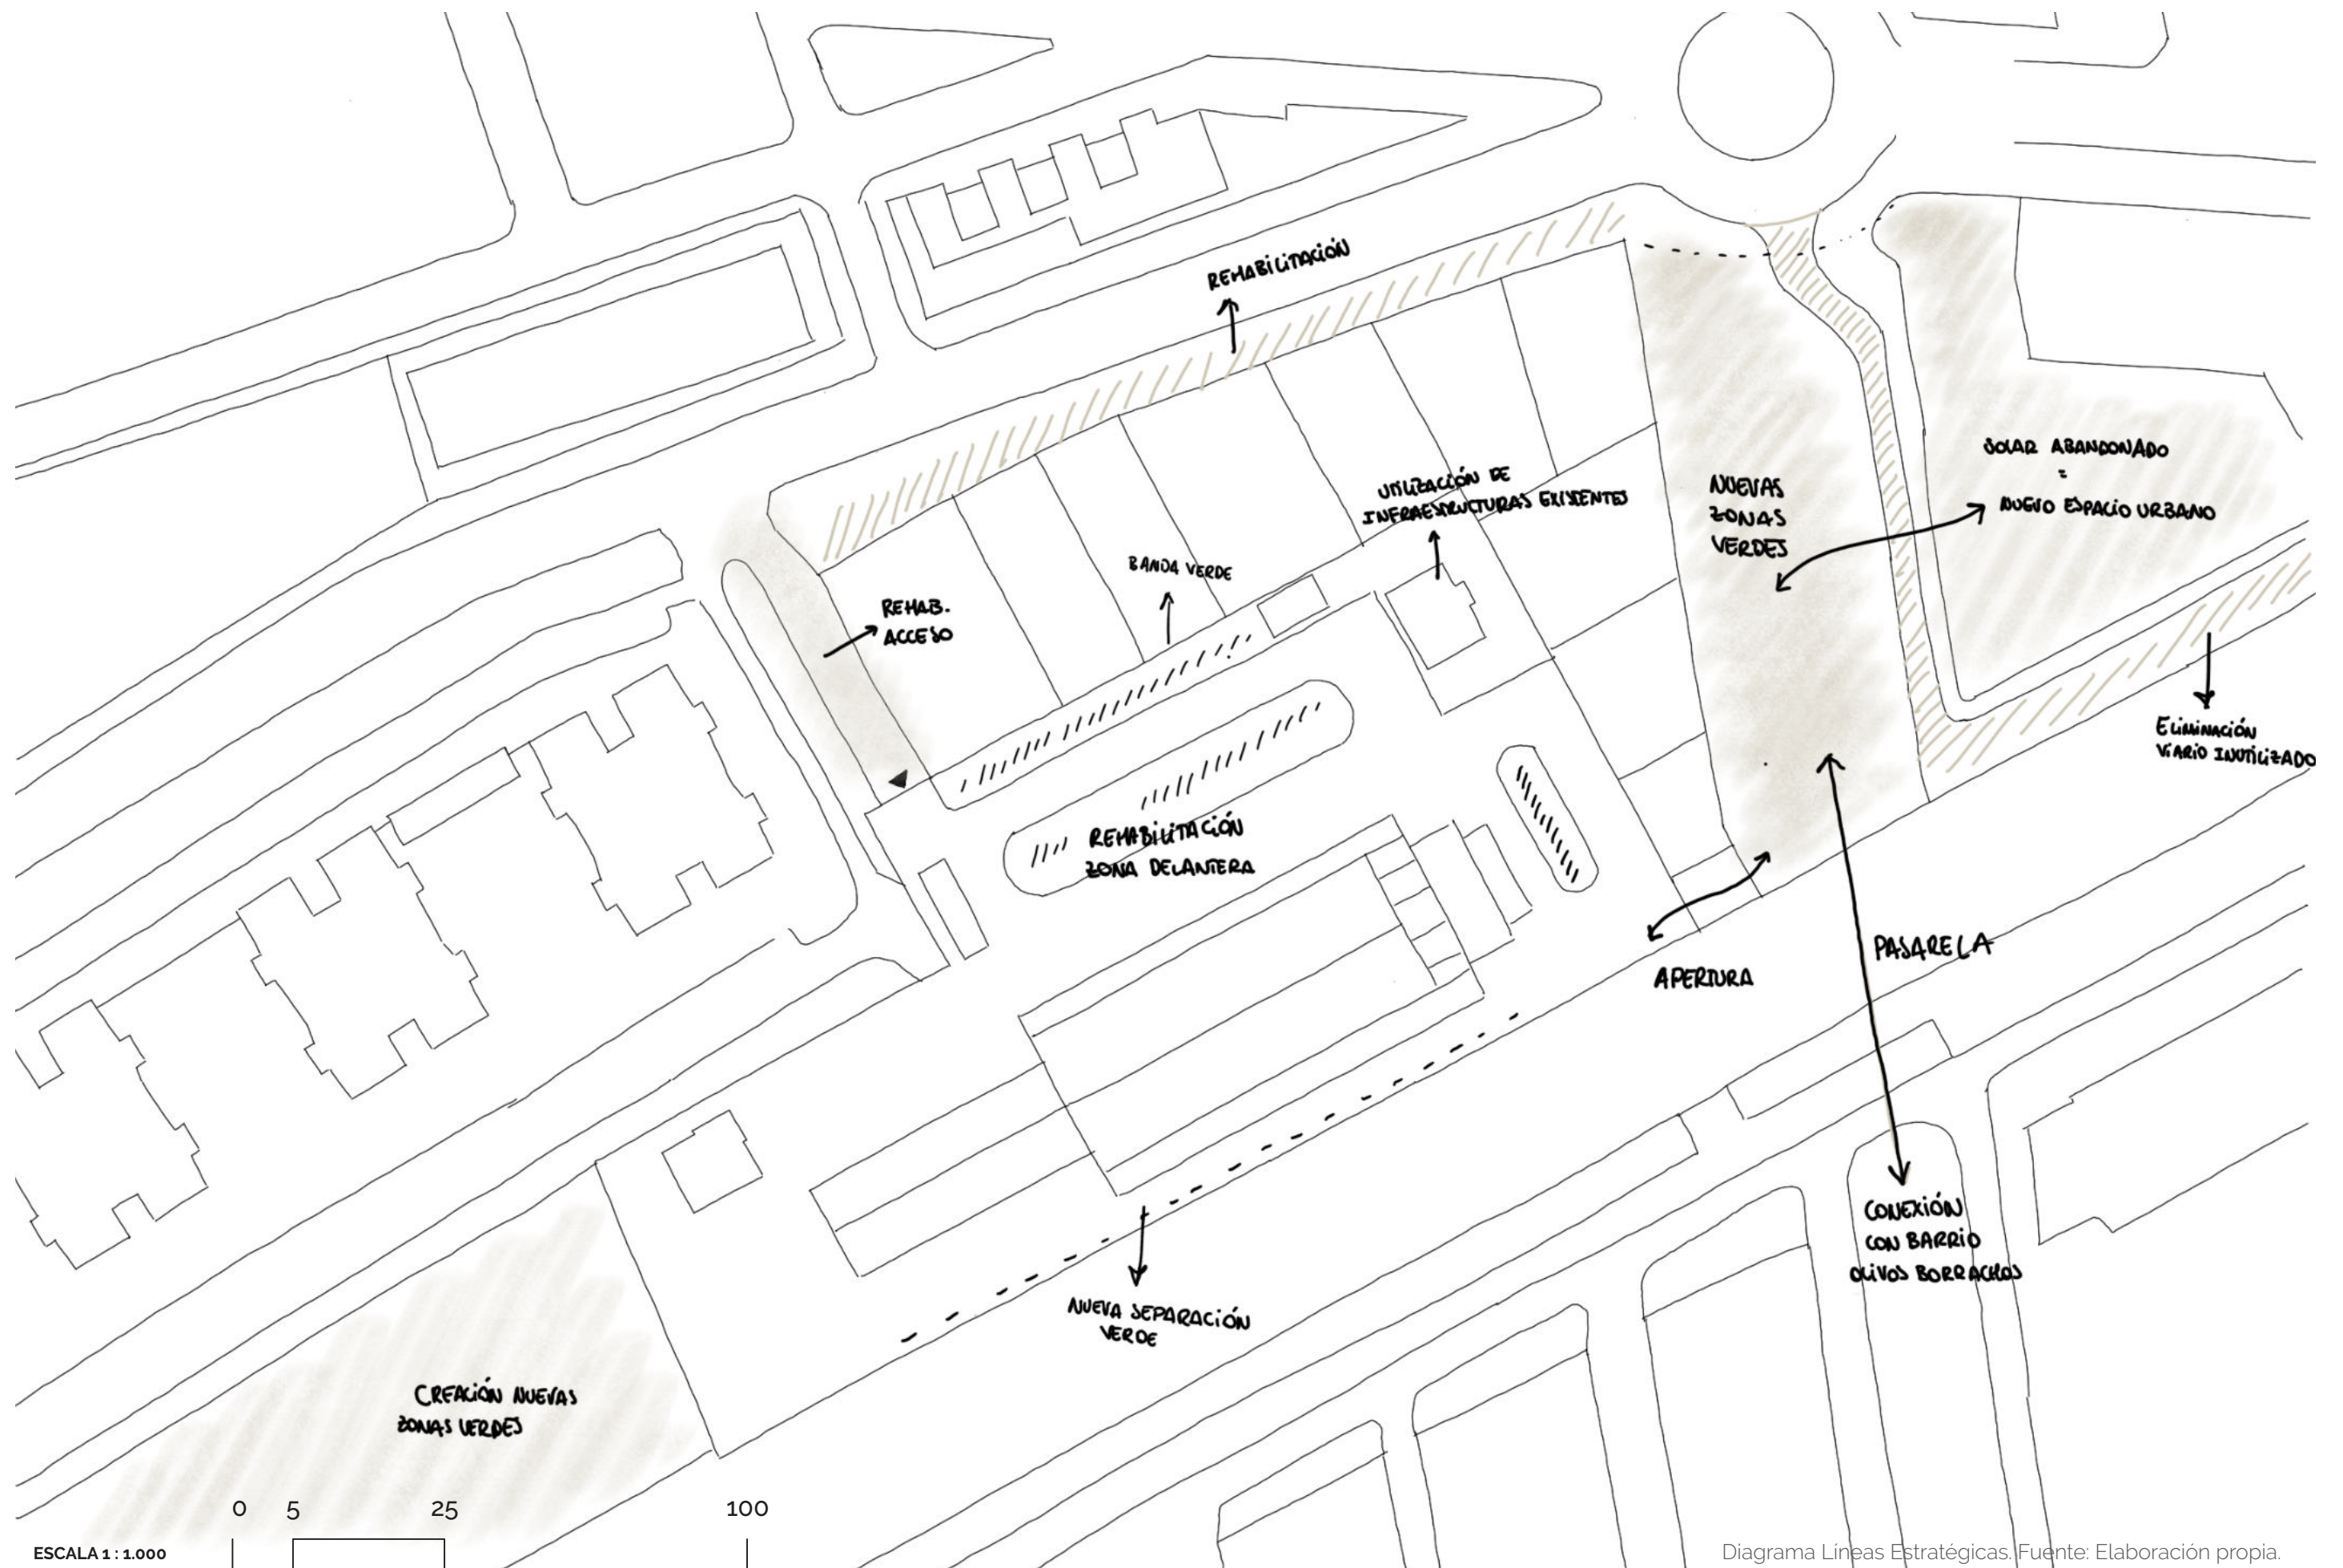 REHABILITACIÓN
UTILIZACIÓN DE
INFRAESTRUCTURAS EXISTENTES
NUEVAS
ZONAS
VERDES
SOLAR ABANDONADO
=
NUEVO ESPACIO URBANO
BANDA VERDE
REHAB.
ACCESO
ELIMINACIÓN
VIARIO INUTILIZADO
REHABILITACIÓN
ZONA DELANTERA
PASARELA
APERTURA
CONEXIÓN
CON BARRIO
OLIVOS BORRACHOS
NUEVA SEPARACIÓN
VERDE
CREACIÓN NUEVAS
ZONAS VERDES
0 5 25 100
ESCALA 1 : 1.000
Diagrama Líneas Estratégicas. Fuente: Elaboración propia.